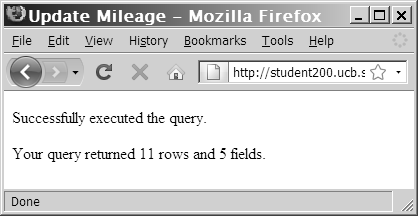 Update Mileage - Mozilla Firefox
File Edit View History Bookmarks Tools Help
http://student200.ucb.s
Successfully executed the query.
Your query returned 11 rows and 5 fields.
Done